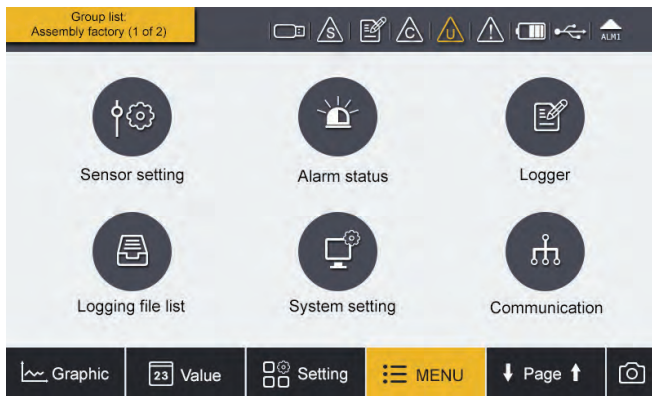 Group list:
Assembly factory (1 of 2)
S
C
U
!
ALM1
Sensor setting
Alarm status
Logger
Logging file list
System setting
Communication
Graphic
23 Value
Setting
MENU
Page